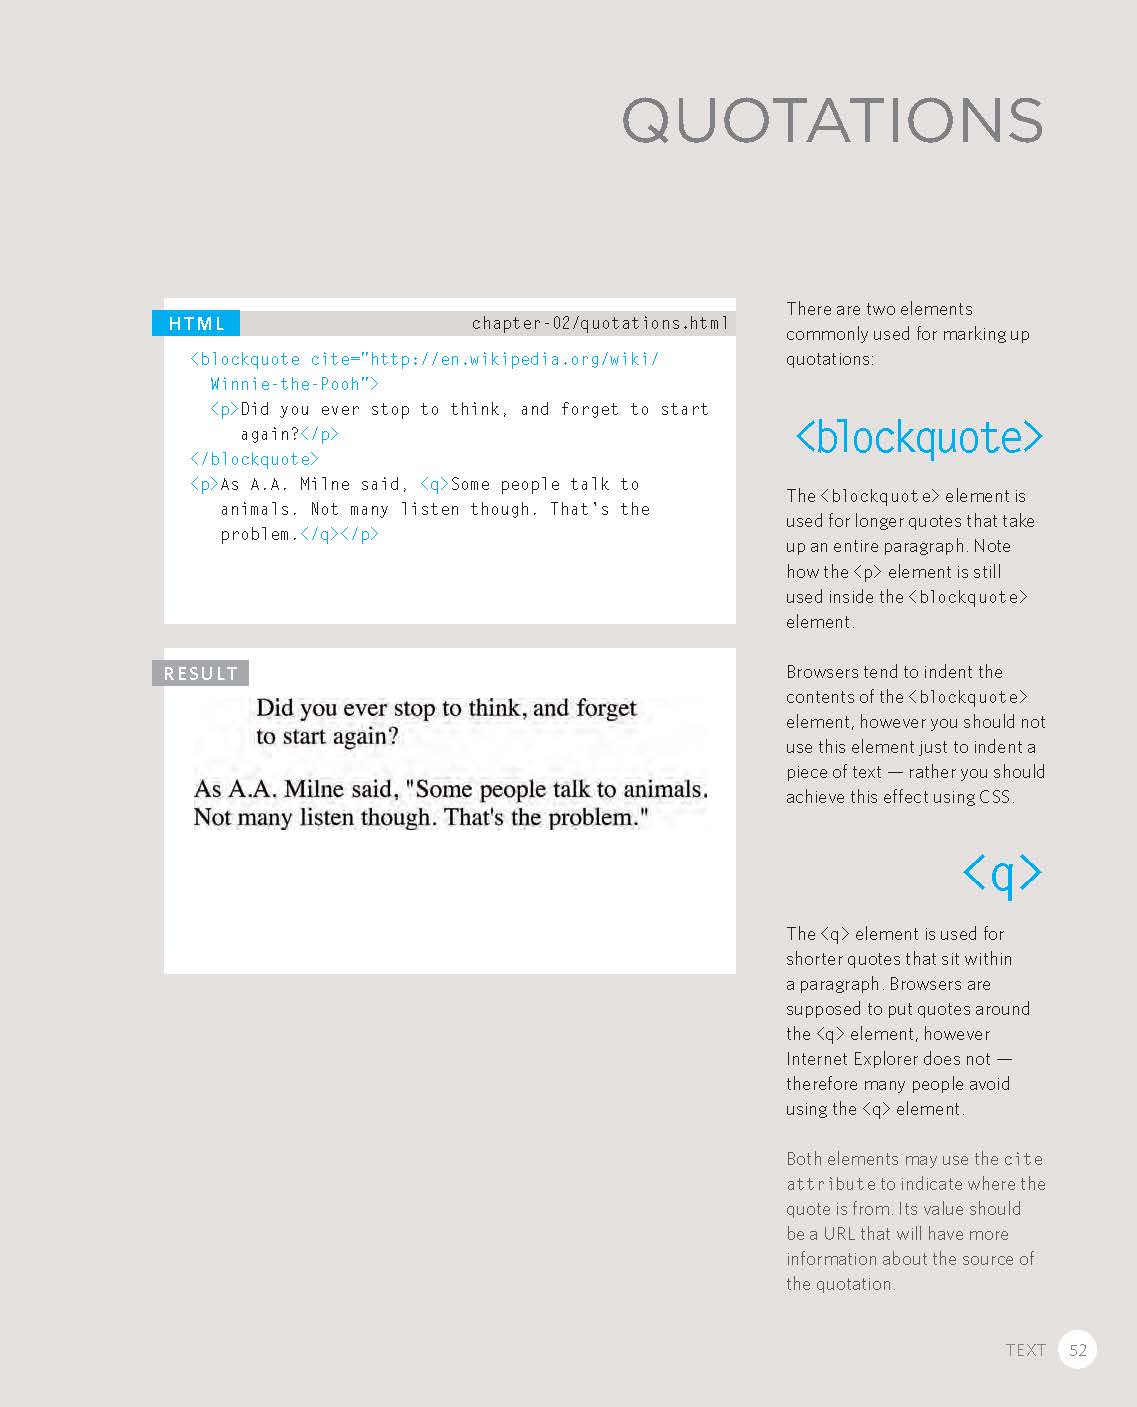 QUOTATIONS
HTML
chapter-02/quotations.html
<blockquote cite="http://en.wikipedia.org/wiki/
Winnie-the-Pooh">
<p>Did you ever stop to think, and forget to start
again?</p>
</blockquote>
<p>As A.A. Milne said, <q>Some people talk to
animals. Not many listen though. That's the
problem.</q></p>
RESULT
Did you ever stop to think, and forget
to start again?
As A.A. Milne said, "Some people talk to animals.
Not many listen though. That's the problem."
There are two elements
commonly used for marking up
quotations:
<blockquote>
The <blockquote> element is
used for longer quotes that take
up an entire paragraph. Note
how the <p> element is still
used inside the <blockquote>
element.
Browsers tend to indent the
contents of the <blockquote>
element, however you should not
use this element just to indent a
piece of text — rather you should
achieve this effect using CSS.
<q>
The <q> element is used for
shorter quotes that sit within
a paragraph. Browsers are
supposed to put quotes around
the <q> element, however
Internet Explorer does not —
therefore many people avoid
using the <q> element.
Both elements may use the cite
attribute to indicate where the
quote is from. Its value should
be a URL that will have more
information about the source of
the quotation.
TEXT 52